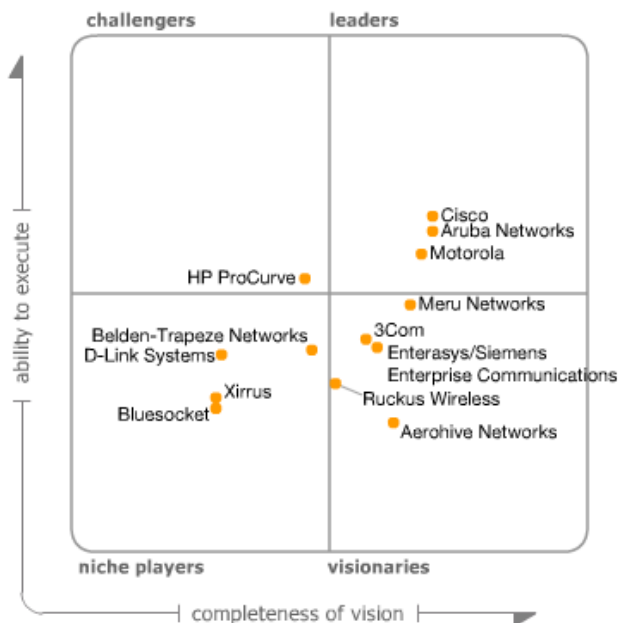 challengers
leaders
Cisco
Aruba Networks
Motorola
HP ProCurve
Meru Networks
3Com
Belden-Trapeze Networks
D-Link Systems
Enterasys/Siemens
Enterprise Communications
Xirrus
Ruckus Wireless
Bluesocket
Aerohive Networks
ability to execute
niche players
visionaries
completeness of vision